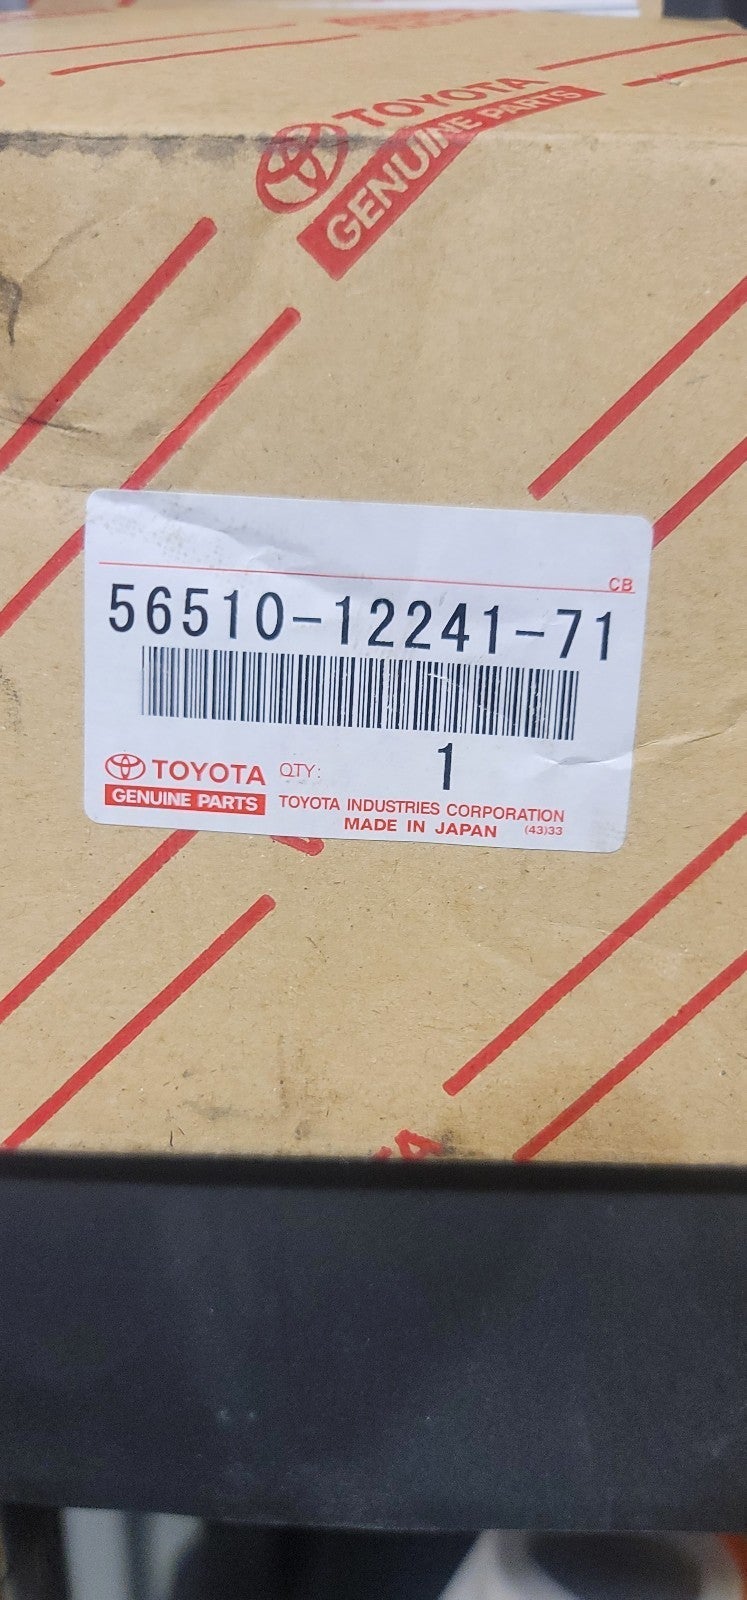 TOYOTA
GENUINE PARTS
CB
56510-12241-71
QTY: 1
TOYOTA
GENUINE PARTS
TOYOTA INDUSTRIES CORPORATION
MADE IN JAPAN (43)33